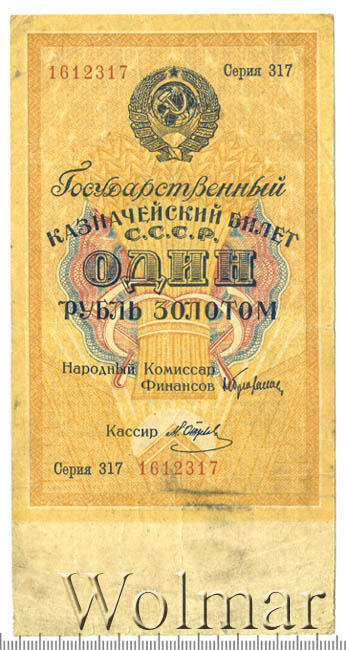 1612317 Серия 317
Государственный
КАЗНАЧЕЙСКИЙ БИЛЕТ
С.С.С.Р.
ОДИН
РУБЛЬ ЗОЛОТОМ
Народный Комиссар
Финансов
Кассир
Серия 317 1612317
Wolmar